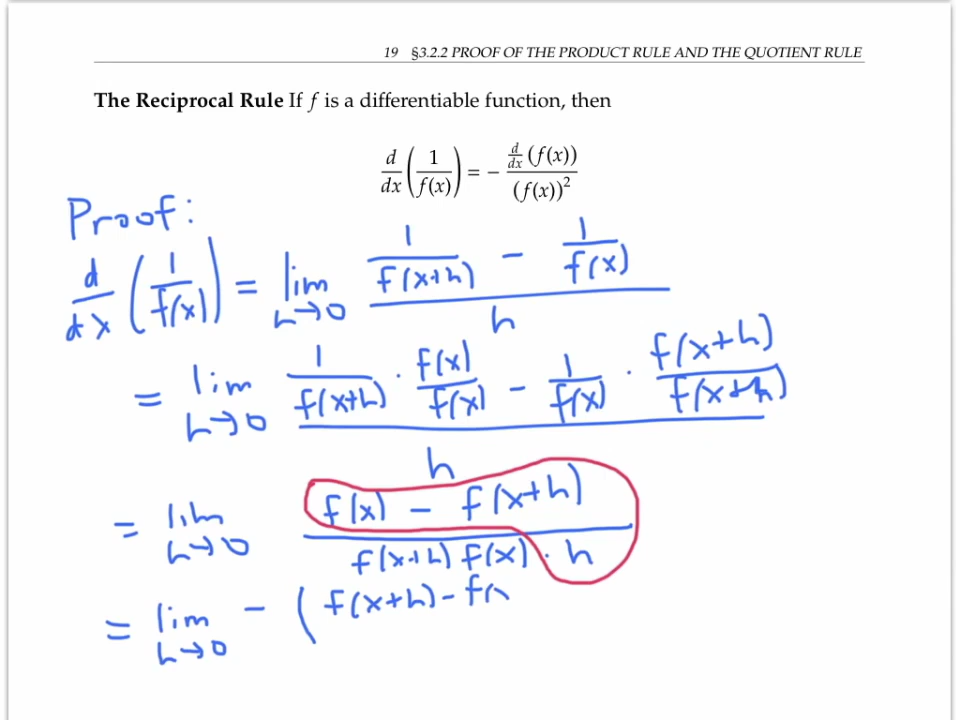 19 §3.2.2 PROOF OF THE PRODUCT RULE AND THE QUOTIENT RULE
The Reciprocal Rule If f is a differentiable function, then
d/dx (1/f(x)) = − d/dx (f(x)) / (f(x))²
Proof:
d/dx (1/f(x)) = lim h→0 (1/f(x+h) − 1/f(x)) / h
= lim h→0 (1/f(x+h) · f(x)/f(x) − 1/f(x) · f(x+h)/f(x+h)) / h
= lim h→0 (f(x) − f(x+h)) / (f(x+h) f(x) · h)
= lim h→0 − ( f(x+h) − f(x